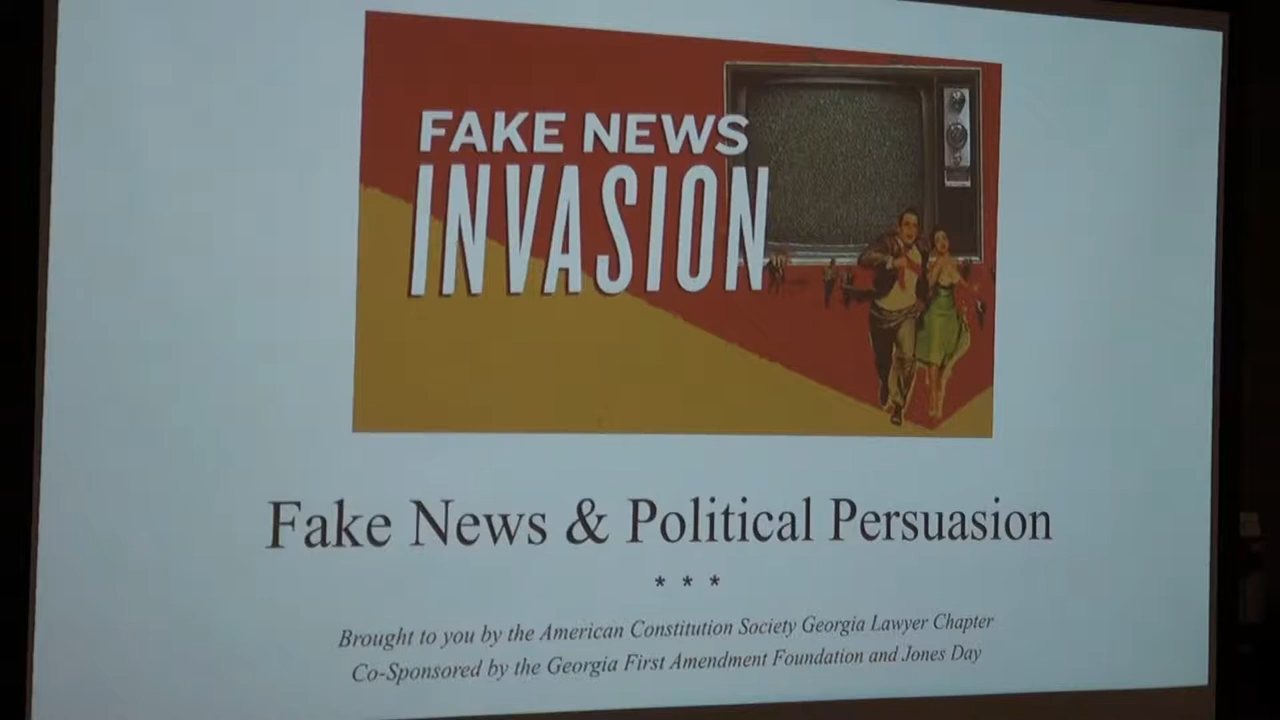 FAKE NEWS
INVASION
Fake News & Political Persuasion
* * *
Brought to you by the American Constitution Society Georgia Lawyer Chapter
Co-Sponsored by the Georgia First Amendment Foundation and Jones Day